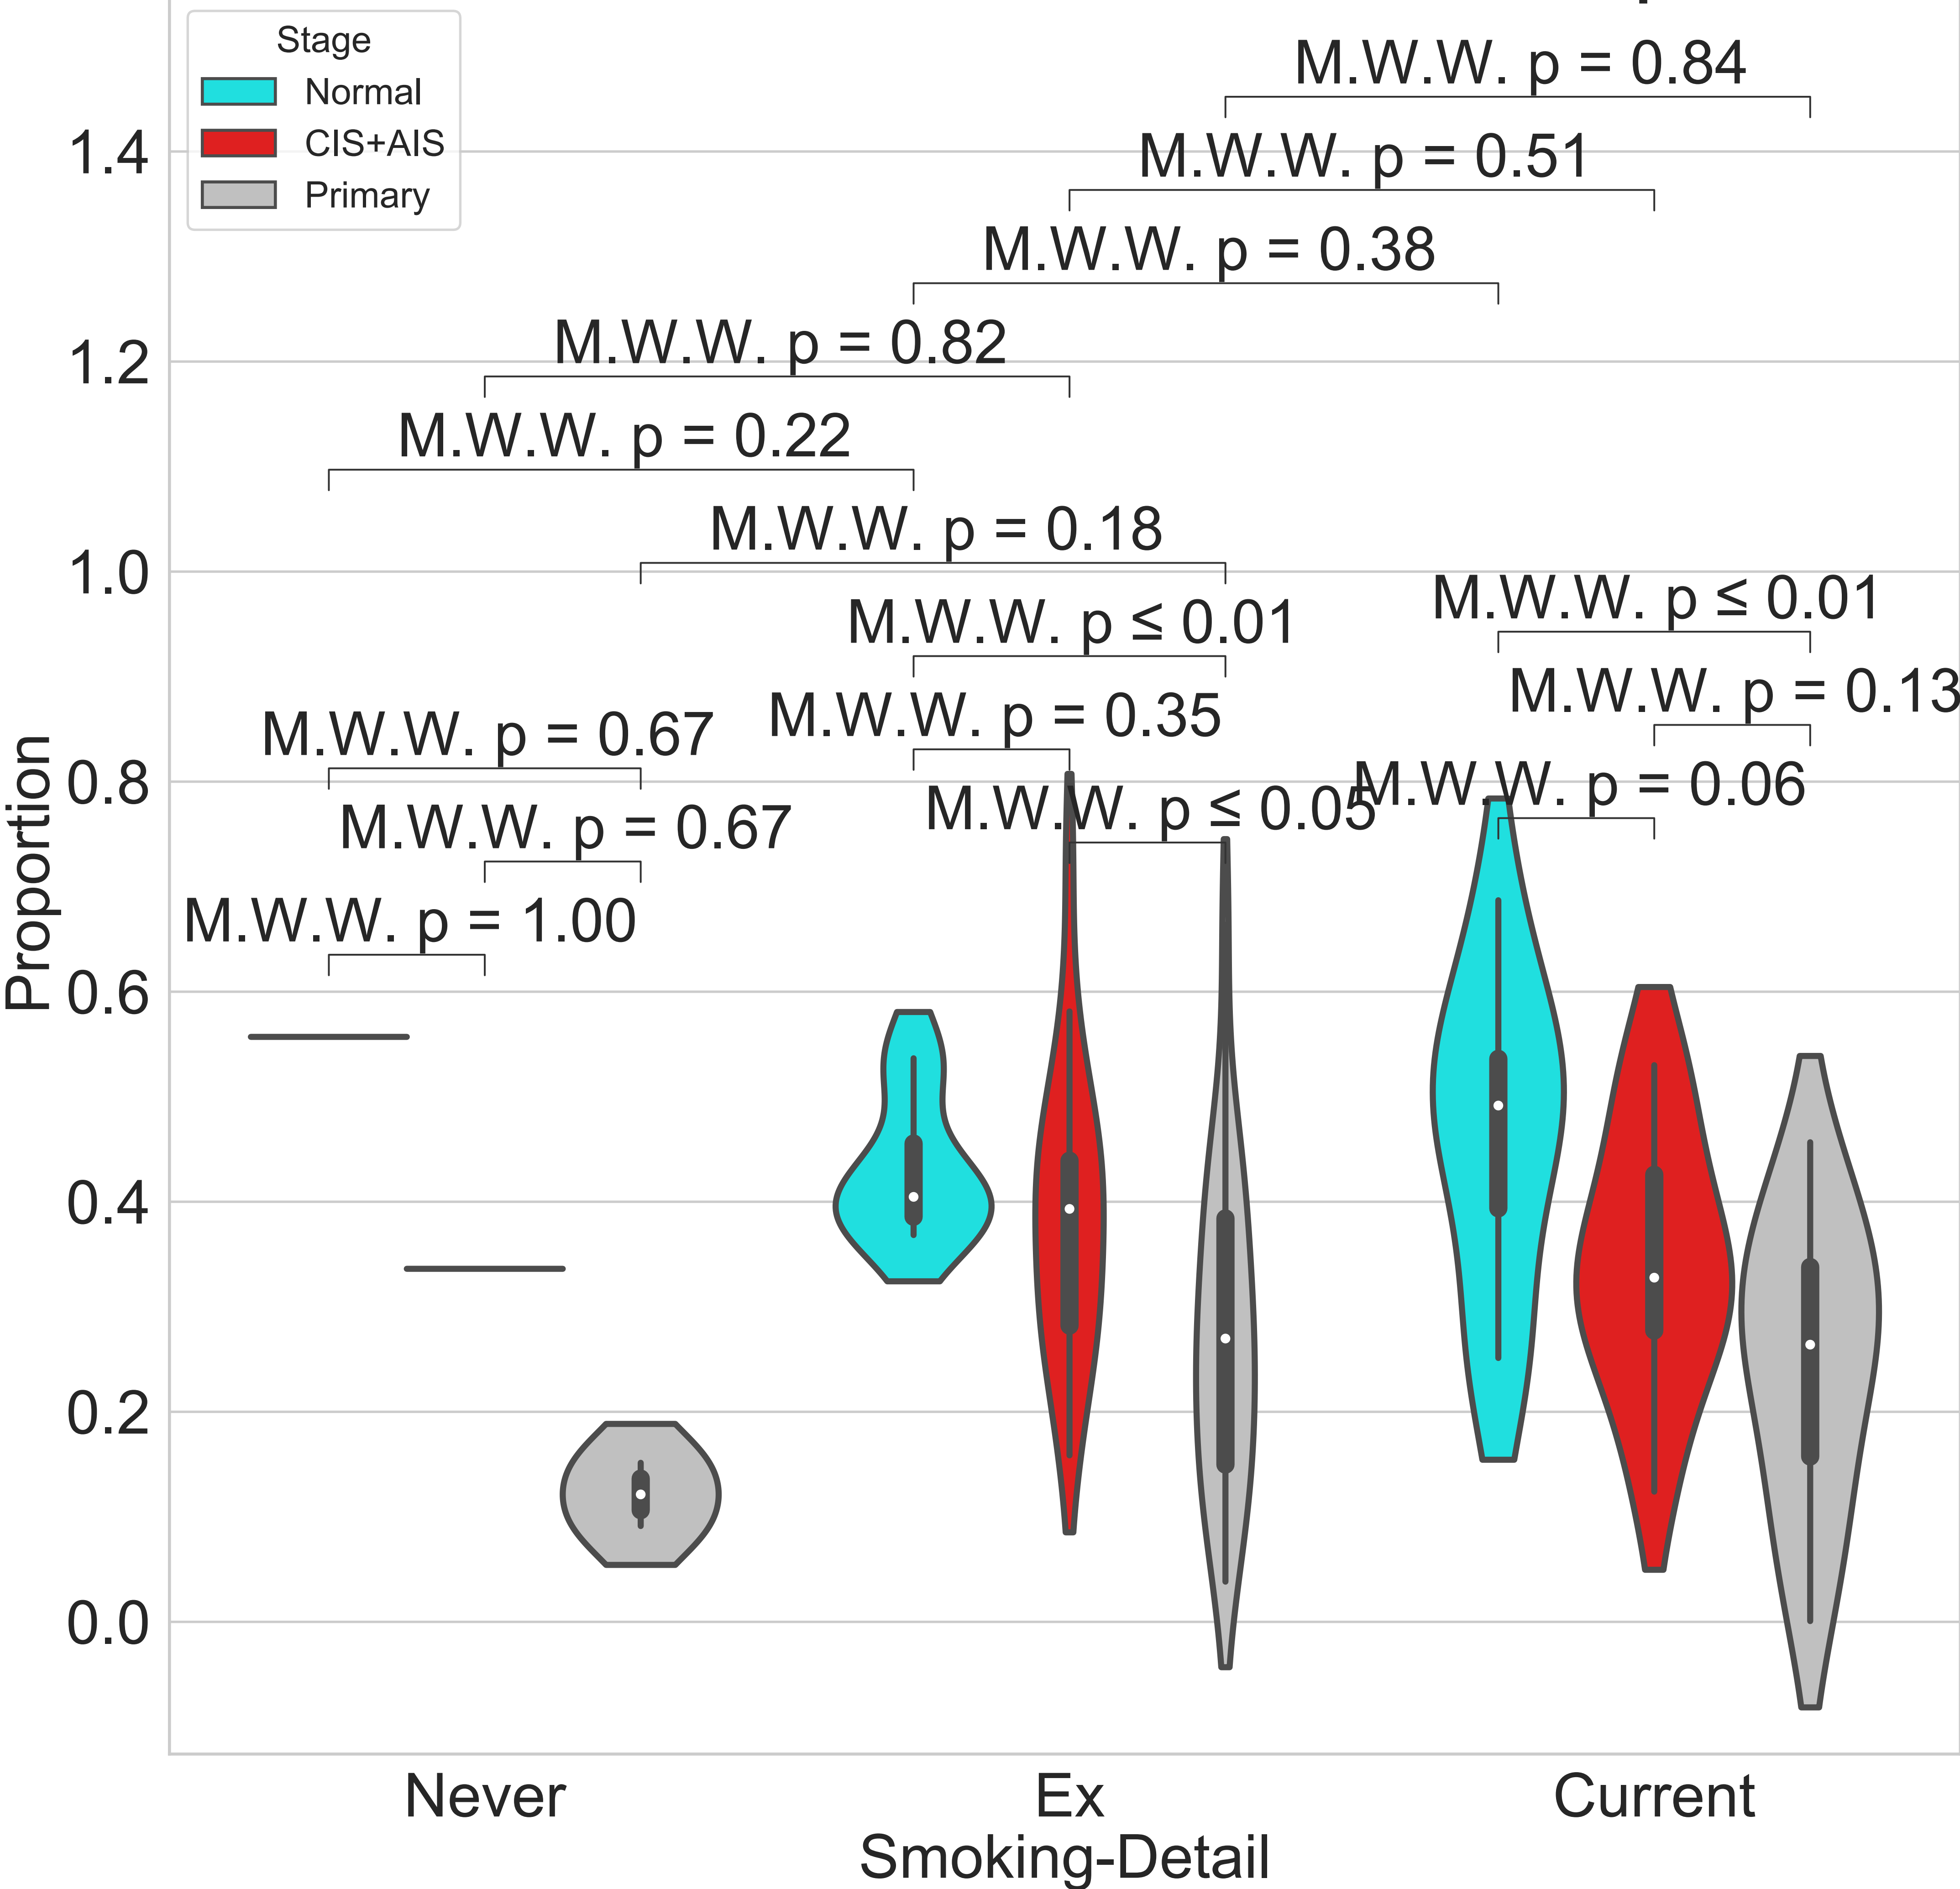 Stage
Normal
CIS+AIS
Primary
M.W.W. p = 0.84
M.W.W. p = 0.51
M.W.W. p = 0.38
M.W.W. p = 0.82
M.W.W. p = 0.22
M.W.W. p = 0.18
M.W.W. p ≤ 0.01
M.W.W. p ≤ 0.01
M.W.W. p = 0.13
M.W.W. p = 0.35
M.W.W. p = 0.67
M.W.W. p = 0.06
M.W.W. p ≤ 0.05
M.W.W. p = 0.67
M.W.W. p = 1.00
1.4
1.2
1.0
0.8
0.6
0.4
0.2
0.0
Proportion
Never
Ex
Current
Smoking-Detail